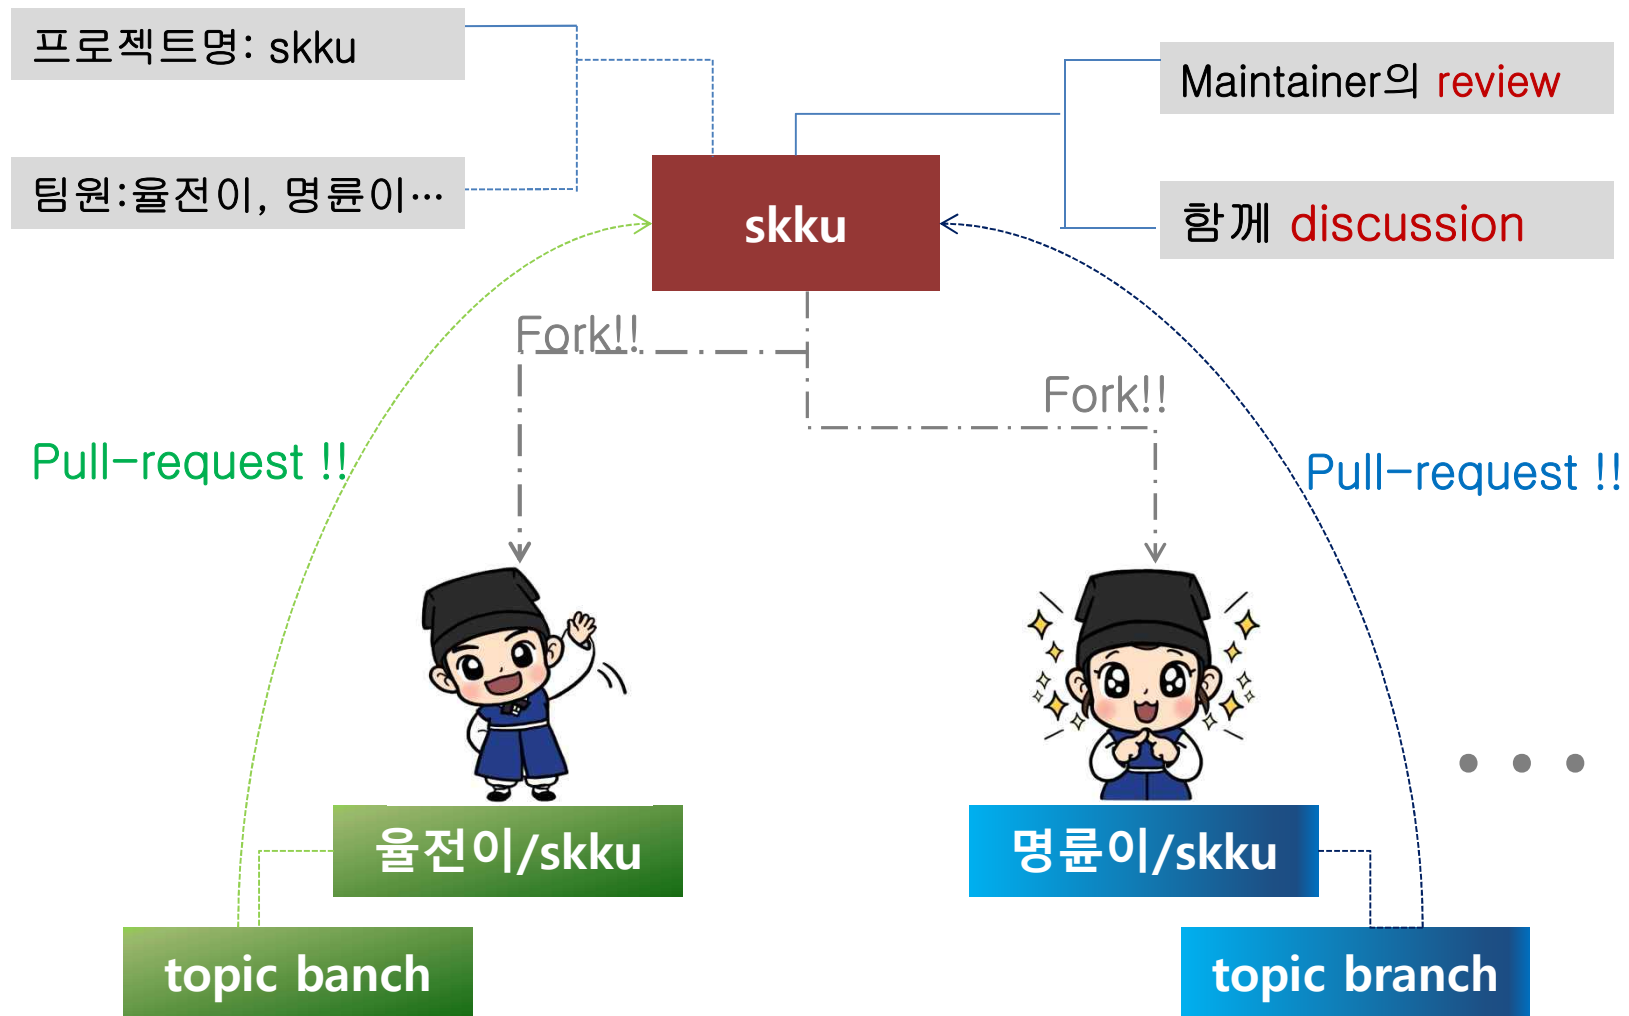 프로젝트명: skku
Maintainer의 review
팀원:율전이, 명륜이…
skku
함께 discussion
Fork!!
Fork!!
Pull-request !!
Pull-request !!
율전이/skku
명륜이/skku
topic banch
topic branch